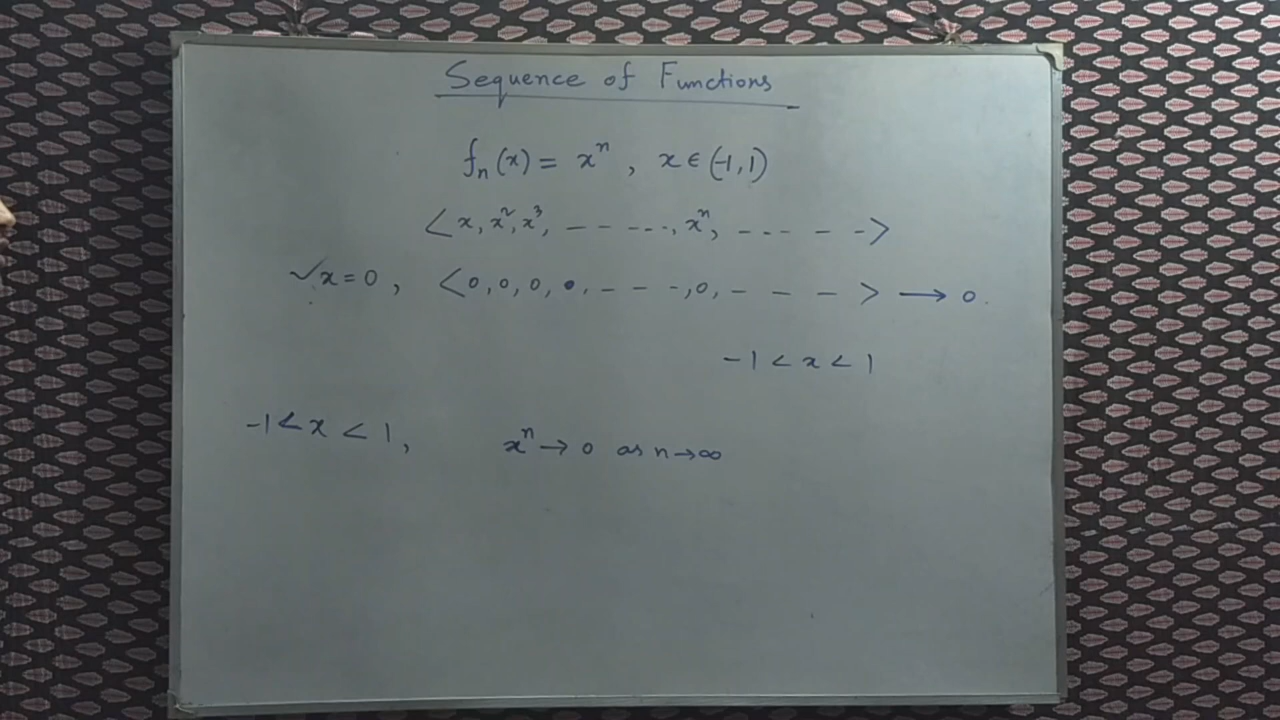 Sequence of Functions
fₙ(x) = xⁿ , x ∈ (-1, 1)
< x, x², x³, - - - - - -, xⁿ, - - - - - - >
✓x = 0 , < 0, 0, 0, 0, - - - -, 0, - - - - > → 0.
-1 < x < 1
-1 < x < 1 , xⁿ → 0 as n → ∞